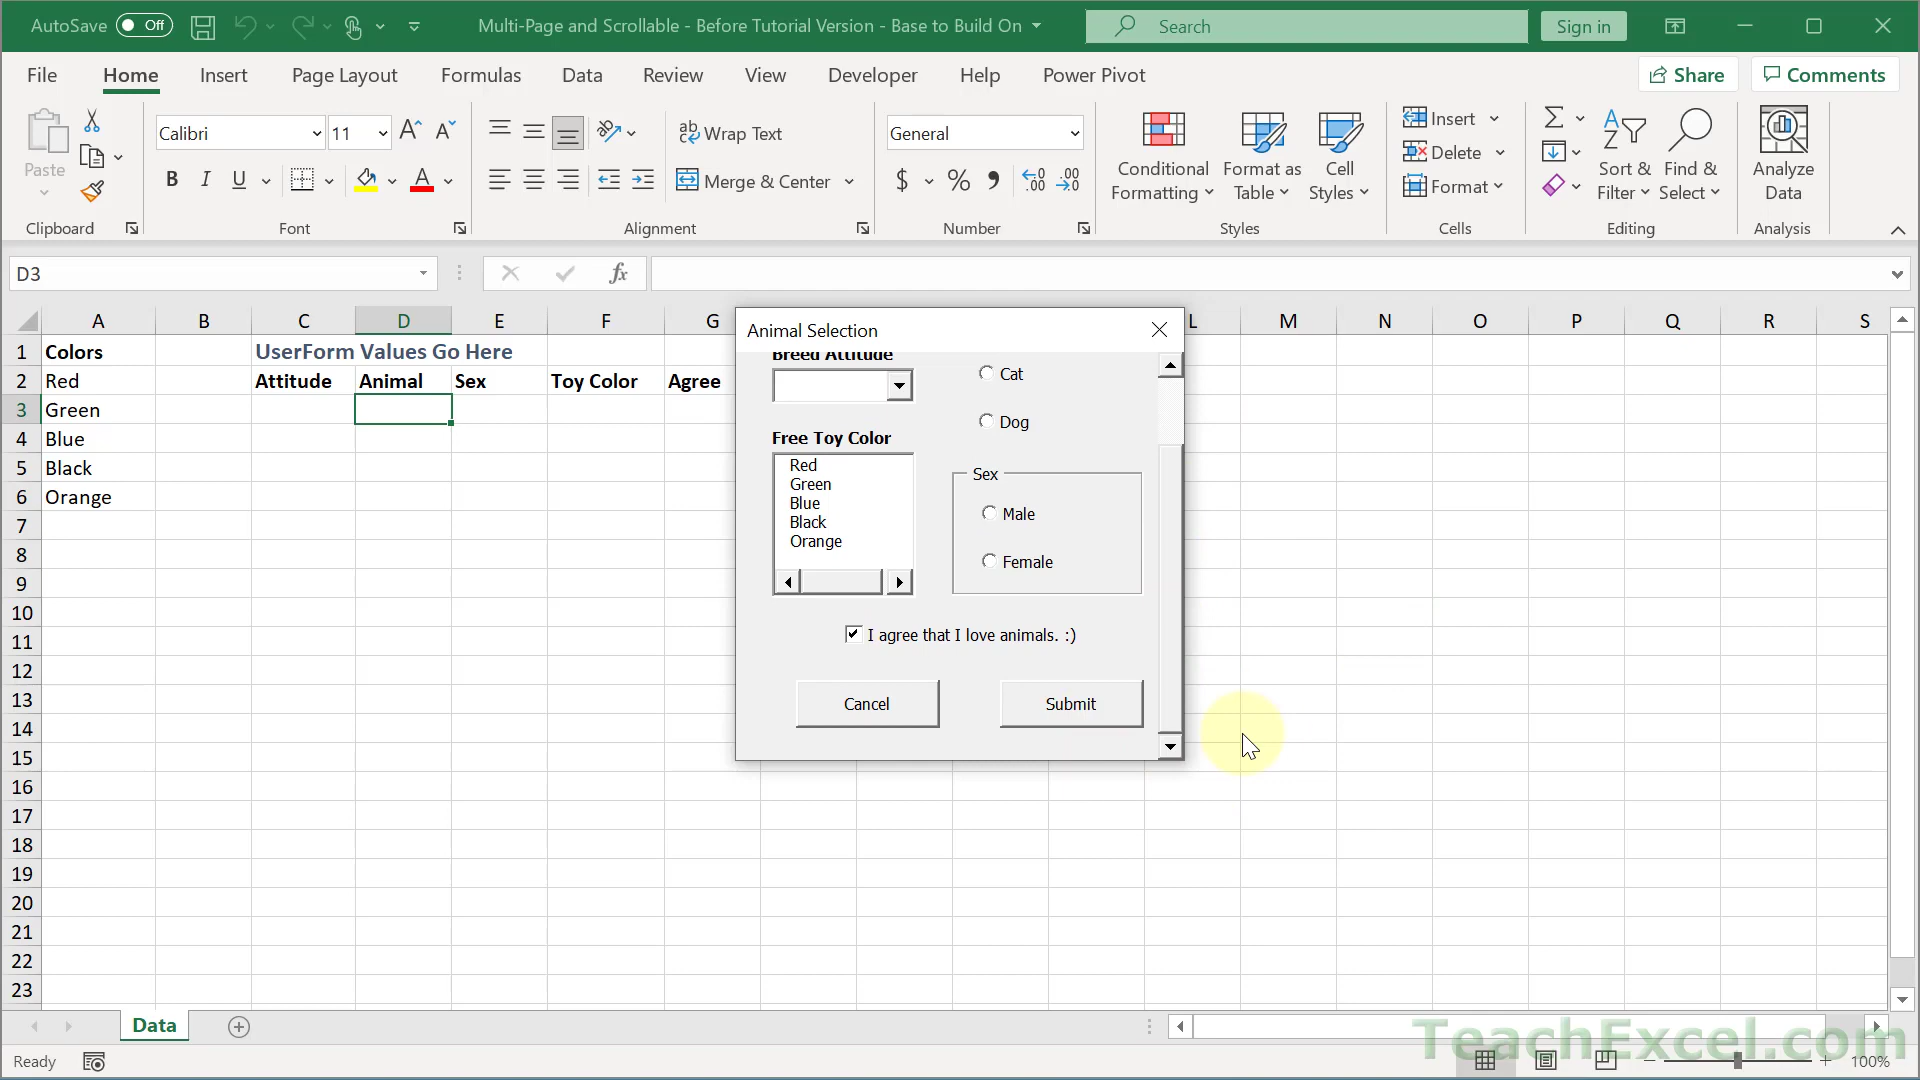 AutoSave Off Multi-Page and Scrollable - Before Tutorial Version - Base to Build On Search Sign in
File Home Insert Page Layout Formulas Data Review View Developer Help Power Pivot Share Comments
Paste Calibri 11 ab Wrap Text General Conditional Formatting Format as Table Cell Styles Insert Delete Format Sort & Filter Find & Select Analyze Data
B I U Merge & Center $ %
Clipboard Font Alignment Number Styles Cells Editing Analysis
D3 fx
A B C D E F G L M N O P Q R S
1 Colors UserForm Values Go Here
2 Red Attitude Animal Sex Toy Color Agree
3 Green
4 Blue
5 Black
6 Orange
7
8
9
10
11
12
13
14
15
16
17
18
19
20
21
22
23
Animal Selection
Breed Attitude
Cat
Dog
Free Toy Color
Red
Green
Blue
Black
Orange
Sex
Male
Female
I agree that I love animals. :)
Cancel Submit
Data
TeachExcel.com
Ready 100%